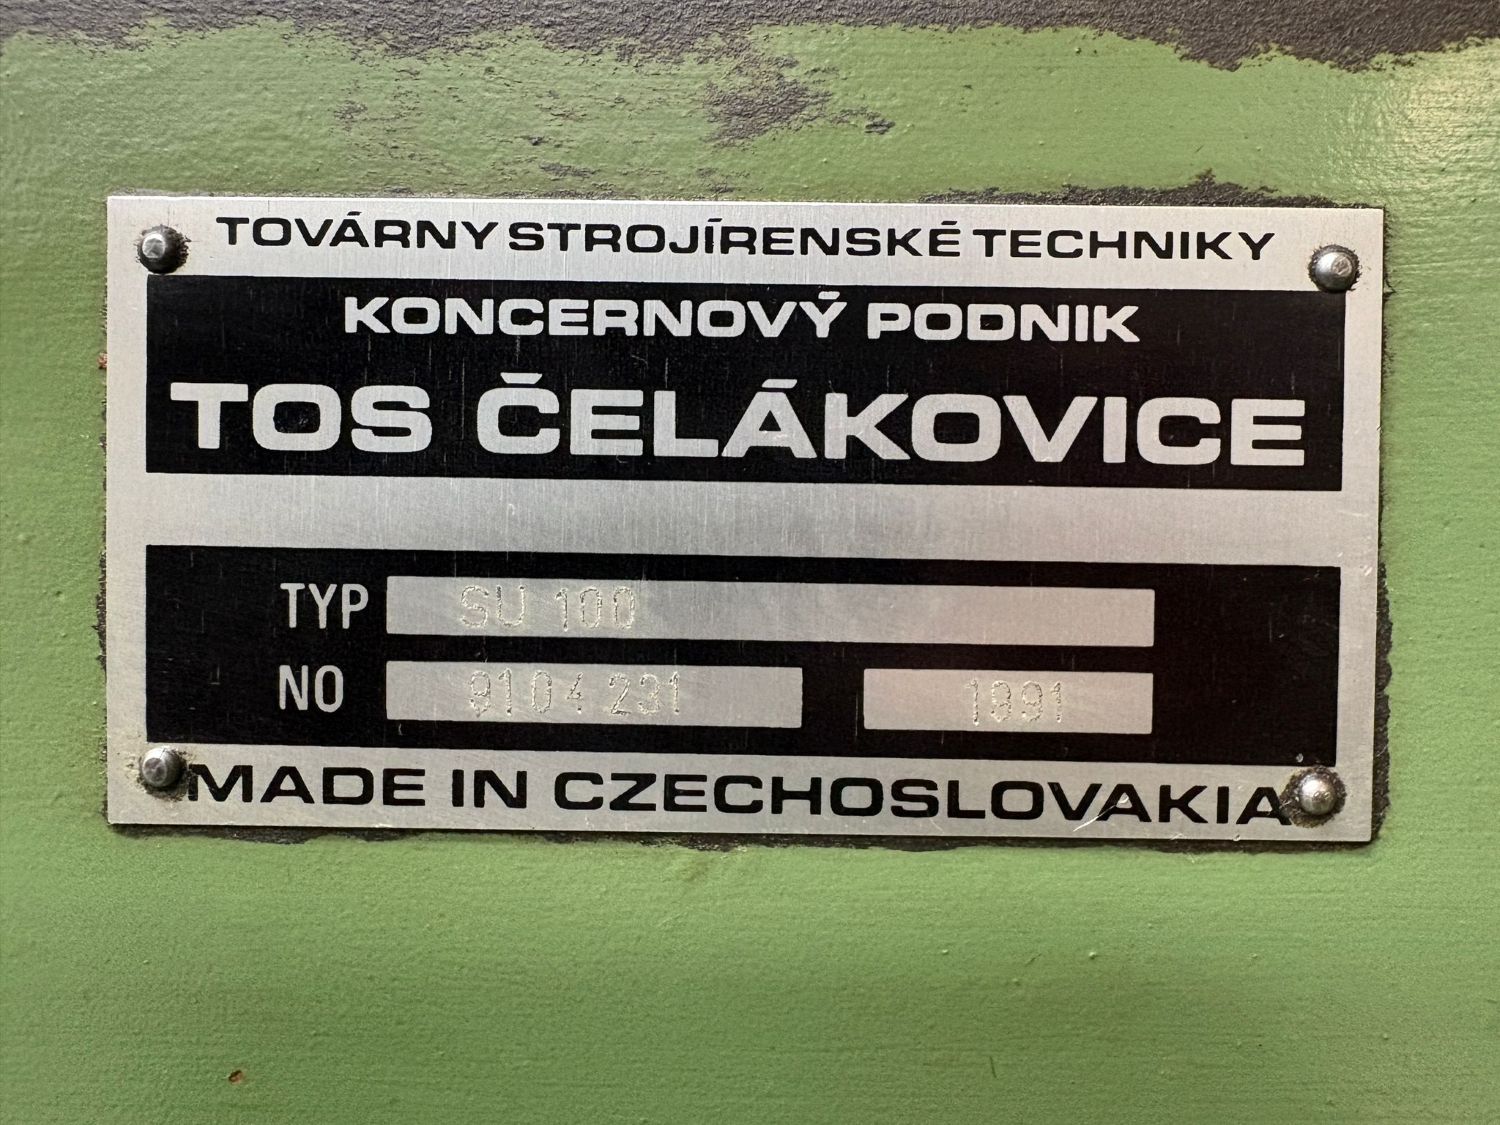 TOVÁRNY STROJÍRENSKÉ TECHNIKY
KONCERNOVÝ PODNIK
TOS ČELÁKOVICE
TYP SU 100
NO 9104 231 1991
MADE IN CZECHOSLOVAKIA